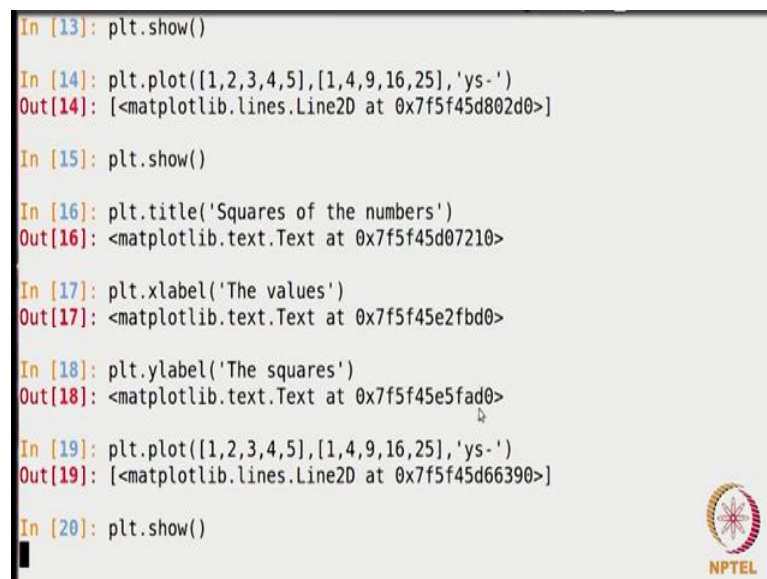 In [13]: plt.show()
In [14]: plt.plot([1,2,3,4,5],[1,4,9,16,25],'ys-')
Out[14]: [<matplotlib.lines.Line2D at 0x7f5f45d802d0>]
In [15]: plt.show()
In [16]: plt.title('Squares of the numbers')
Out[16]: <matplotlib.text.Text at 0x7f5f45d07210>
In [17]: plt.xlabel('The values')
Out[17]: <matplotlib.text.Text at 0x7f5f45e2fbd0>
In [18]: plt.ylabel('The squares')
Out[18]: <matplotlib.text.Text at 0x7f5f45e5fad0>
In [19]: plt.plot([1,2,3,4,5],[1,4,9,16,25],'ys-')
Out[19]: [<matplotlib.lines.Line2D at 0x7f5f45d66390>]
In [20]: plt.show()
NPTEL